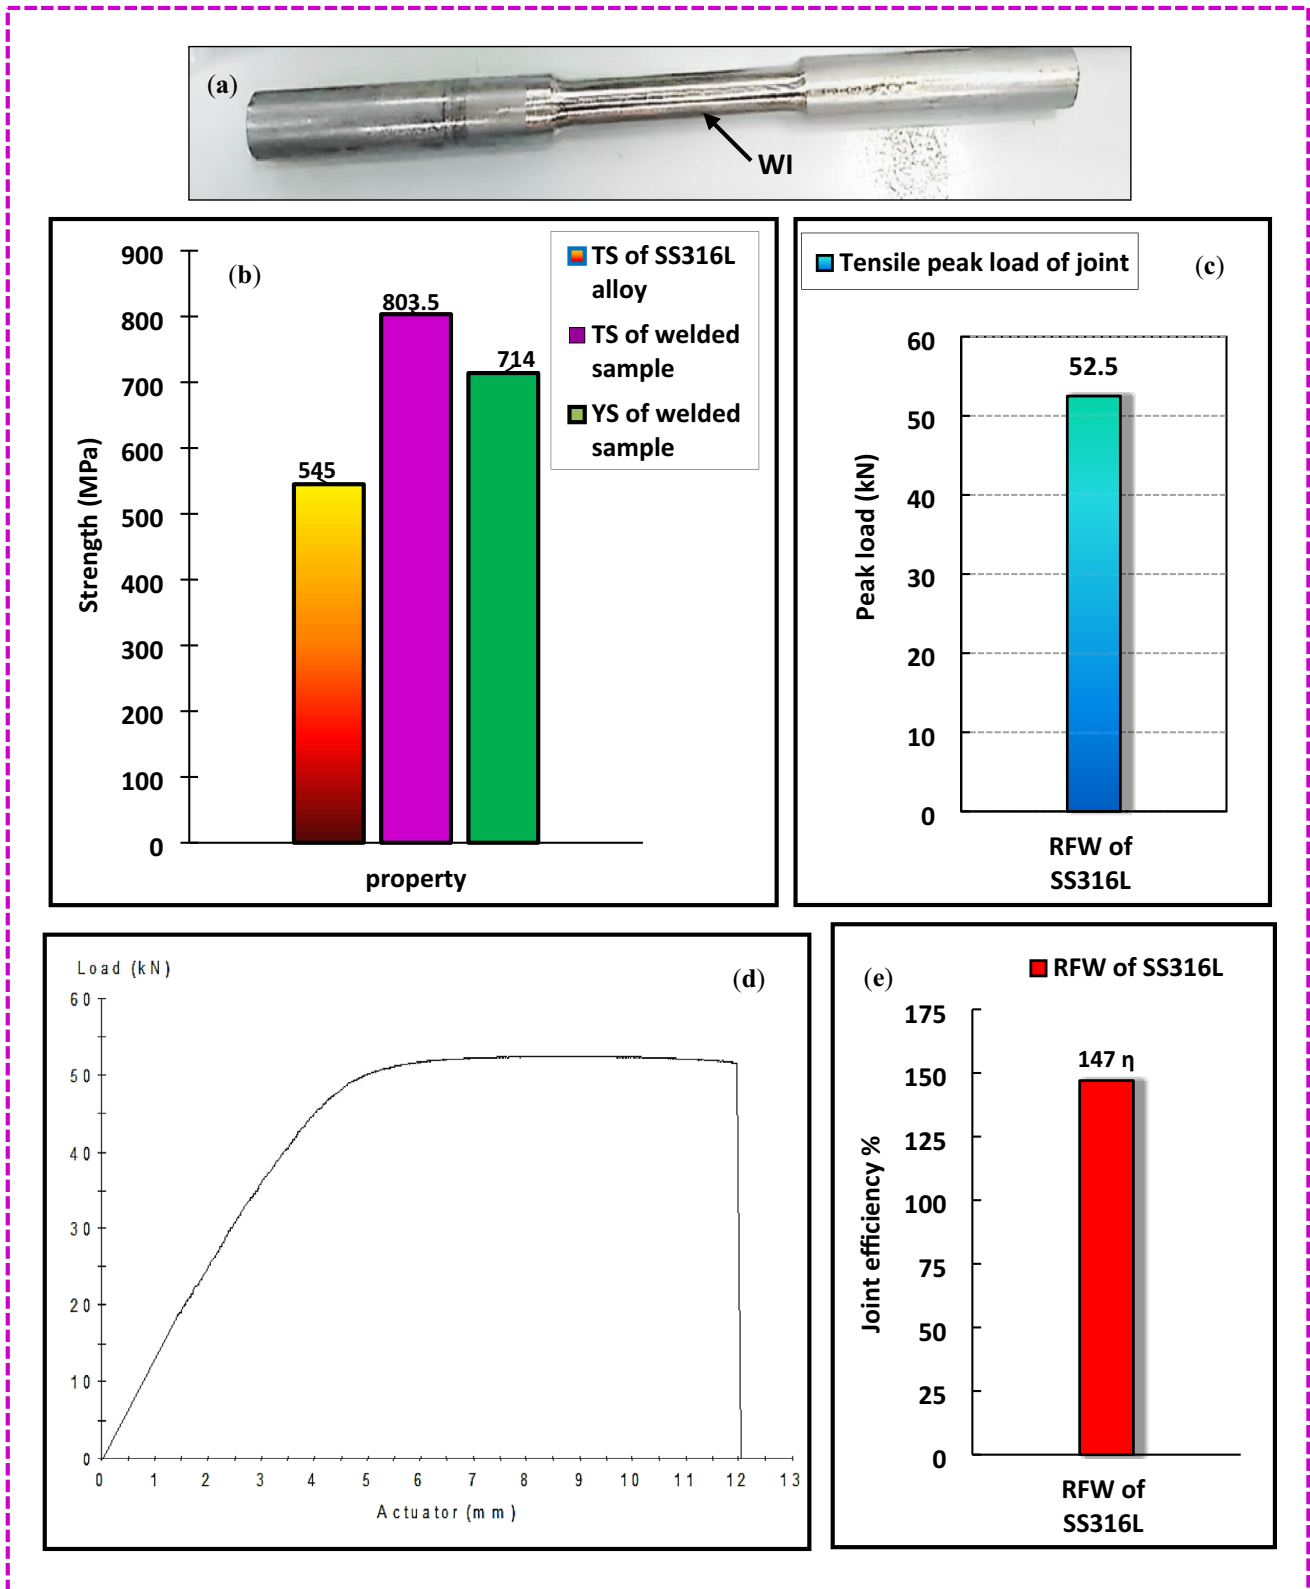 (a)
WI
(b)
TS of SS316L
alloy
TS of welded
sample
YS of welded
sample
900
800
700
600
500
400
300
200
100
0
Strength (MPa)
545
803.5
714
property
Tensile peak load of joint
(c)
60
50
40
30
20
10
0
Peak load (kN)
52.5
RFW of
SS316L
Load (kN)
(d)
60
50
40
30
20
10
0
0 1 2 3 4 5 6 7 8 9 10 11 12 13
Actuator (mm)
(e)
RFW of SS316L
175
150
125
100
75
50
25
0
Joint efficiency %
147 η
RFW of
SS316L